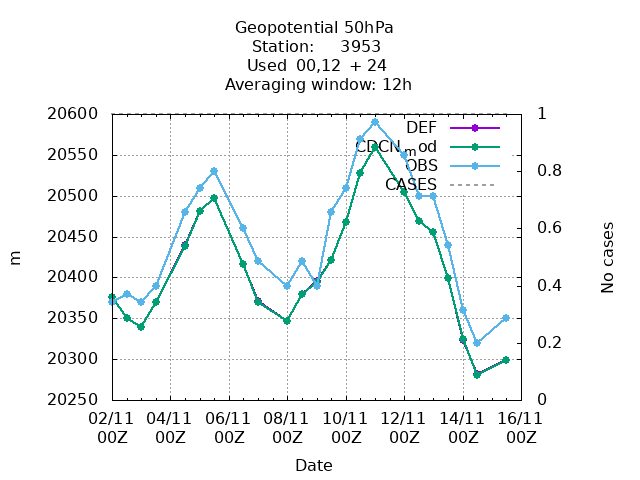 Geopotential 50hPa
Station: 3953
Used 00,12 + 24
Averaging window: 12h
20600
20550
20500
20450
20400
20350
20300
20250
1
0.8
0.6
0.4
0.2
0
DEF
CDCN_mod
OBS
CASES
m
No cases
02/11 04/11 06/11 08/11 10/11 12/11 14/11 16/11
00Z 00Z 00Z 00Z 00Z 00Z 00Z 00Z
Date